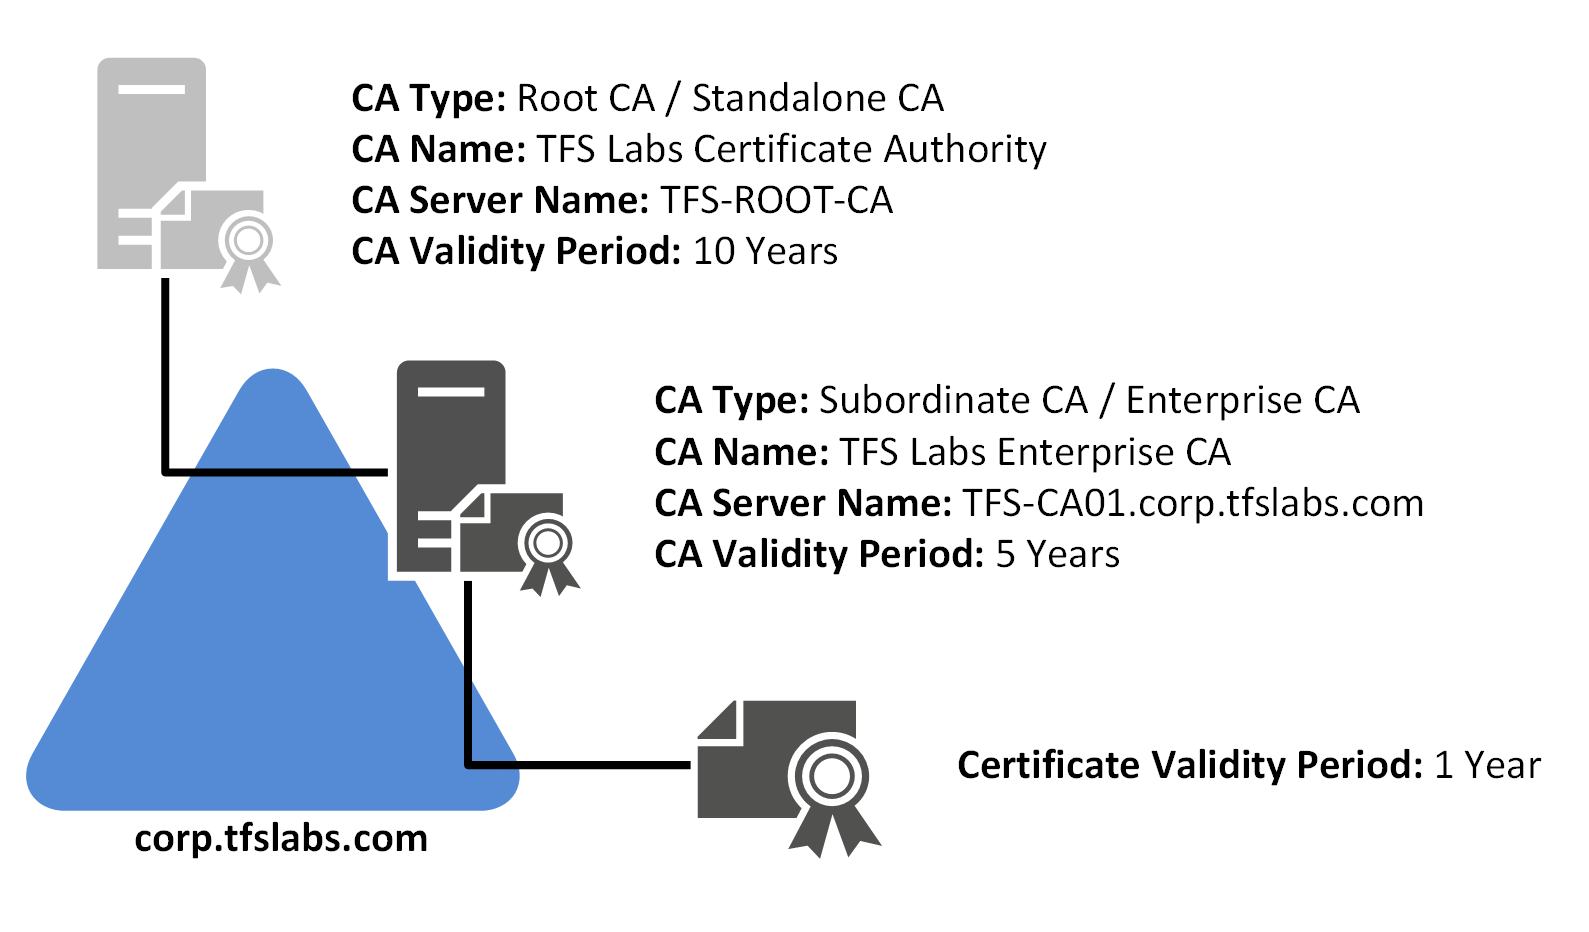 CA Type: Root CA / Standalone CA
CA Name: TFS Labs Certificate Authority
CA Server Name: TFS-ROOT-CA
CA Validity Period: 10 Years
CA Type: Subordinate CA / Enterprise CA
CA Name: TFS Labs Enterprise CA
CA Server Name: TFS-CA01.corp.tfslabs.com
CA Validity Period: 5 Years
Certificate Validity Period: 1 Year
corp.tfslabs.com